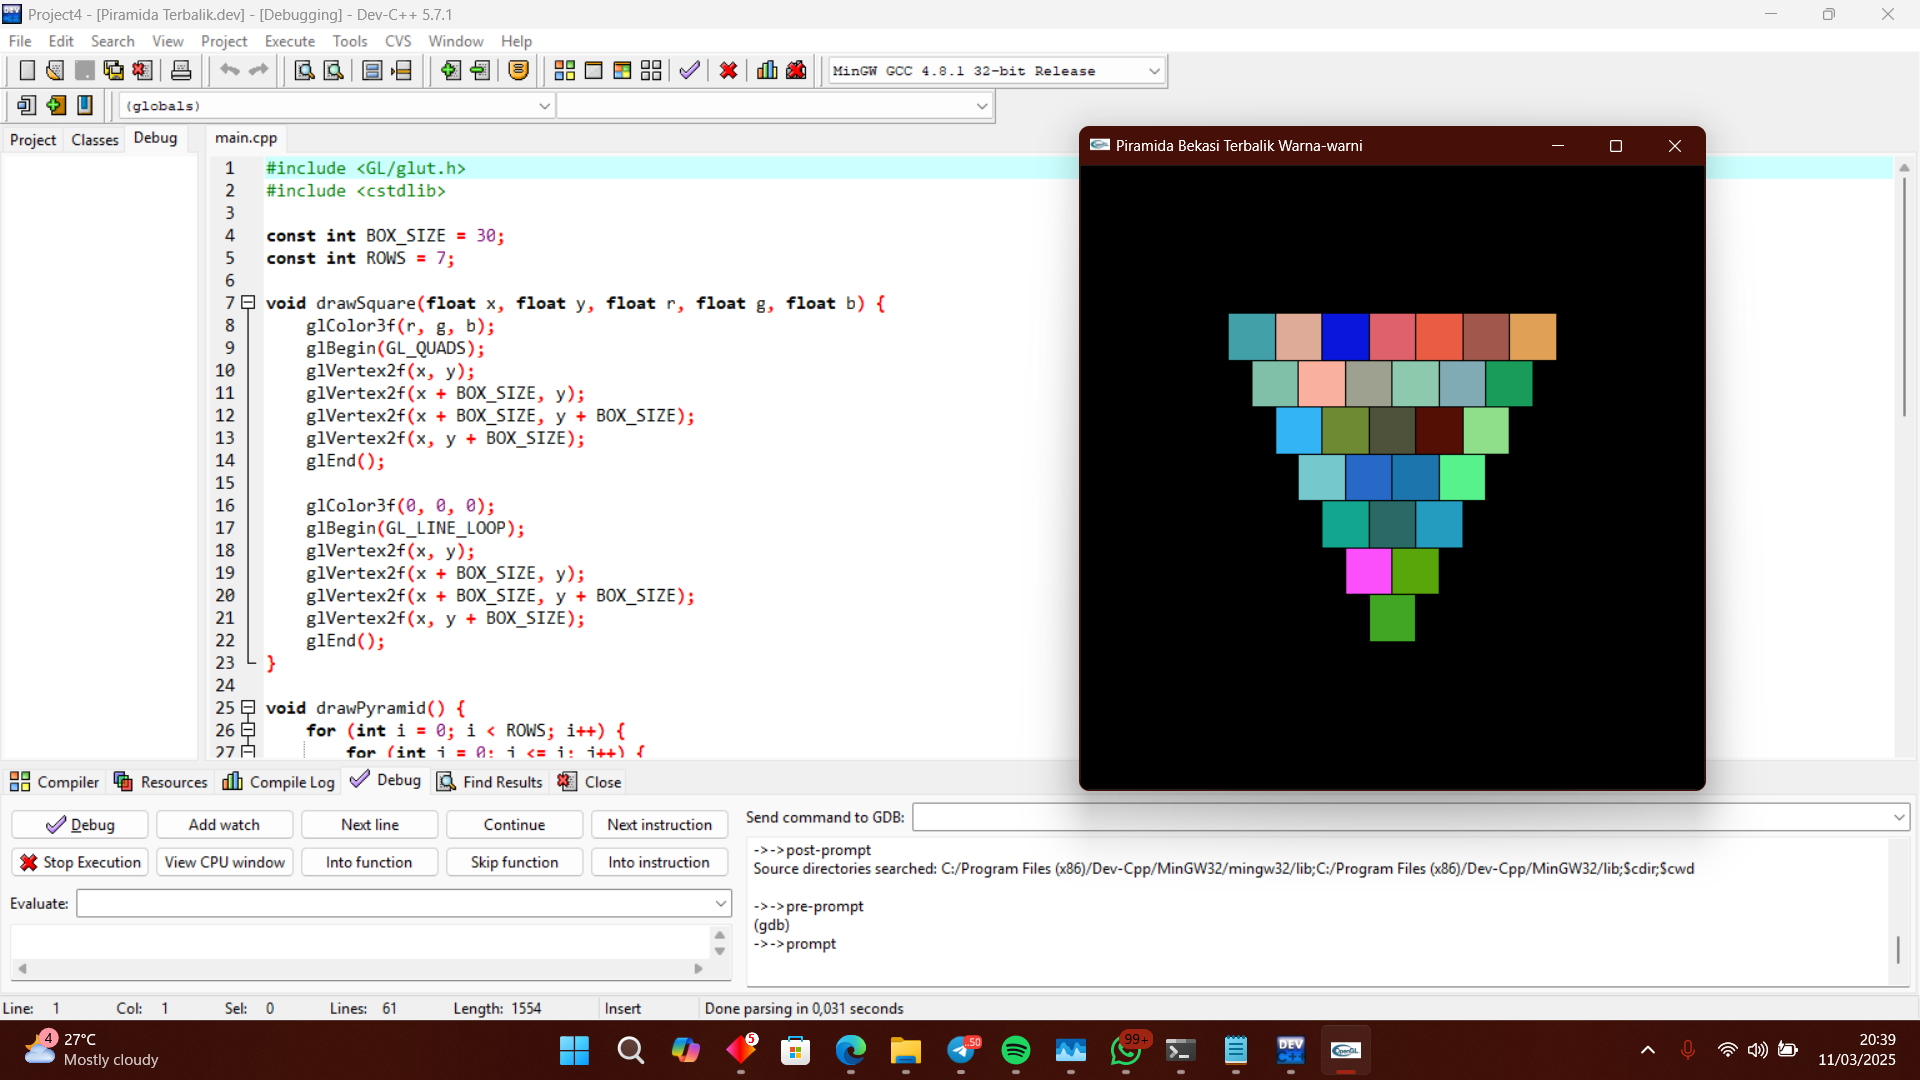 Project4 - [Piramida Terbalik.dev] - [Debugging] - Dev-C++ 5.7.1
File Edit Search View Project Execute Tools CVS Window Help
MinGW GCC 4.8.1 32-bit Release
(globals)
Project Classes Debug
main.cpp
1 #include <GL/glut.h>
2 #include <cstdlib>
3
4 const int BOX_SIZE = 30;
5 const int ROWS = 7;
6
7 void drawSquare(float x, float y, float r, float g, float b) {
8 glColor3f(r, g, b);
9 glBegin(GL_QUADS);
10 glVertex2f(x, y);
11 glVertex2f(x + BOX_SIZE, y);
12 glVertex2f(x + BOX_SIZE, y + BOX_SIZE);
13 glVertex2f(x, y + BOX_SIZE);
14 glEnd();
15
16 glColor3f(0, 0, 0);
17 glBegin(GL_LINE_LOOP);
18 glVertex2f(x, y);
19 glVertex2f(x + BOX_SIZE, y);
20 glVertex2f(x + BOX_SIZE, y + BOX_SIZE);
21 glVertex2f(x, y + BOX_SIZE);
22 glEnd();
23 }
24
25 void drawPyramid() {
26 for (int i = 0; i < ROWS; i++) {
27 for (int j = 0; j <= i; j++) {
Piramida Bekasi Terbalik Warna-warni
Compiler Resources Compile Log Debug Find Results Close
Debug Add watch Next line Continue Next instruction
Stop Execution View CPU window Into function Skip function Into instruction
Evaluate:
Send command to GDB:
->->post-prompt
Source directories searched: C:/Program Files (x86)/Dev-Cpp/MinGW32/mingw32/lib;C:/Program Files (x86)/Dev-Cpp/MinGW32/lib;$cdir;$cwd
->->pre-prompt
(gdb)
->->prompt
Line: 1 Col: 1 Sel: 0 Lines: 61 Length: 1554 Insert Done parsing in 0,031 seconds
4
27°C
Mostly cloudy
5
.50
99+
DEV
C++
OpenGL
20:39
11/03/2025